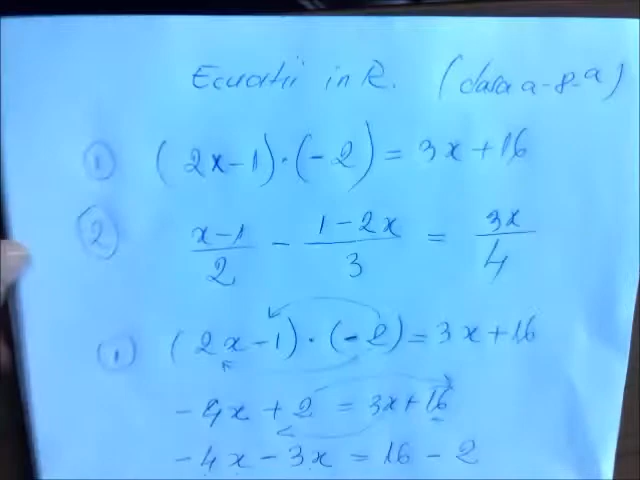 Ecuatii in R. (clasa a-8-a)
① (2x-1)·(-2) = 3x+16
② x-1/2 - 1-2x/3 = 3x/4
① (2x-1)·(-2) = 3x+16
-4x + 2 = 3x+16
-4x - 3x = 16 - 2